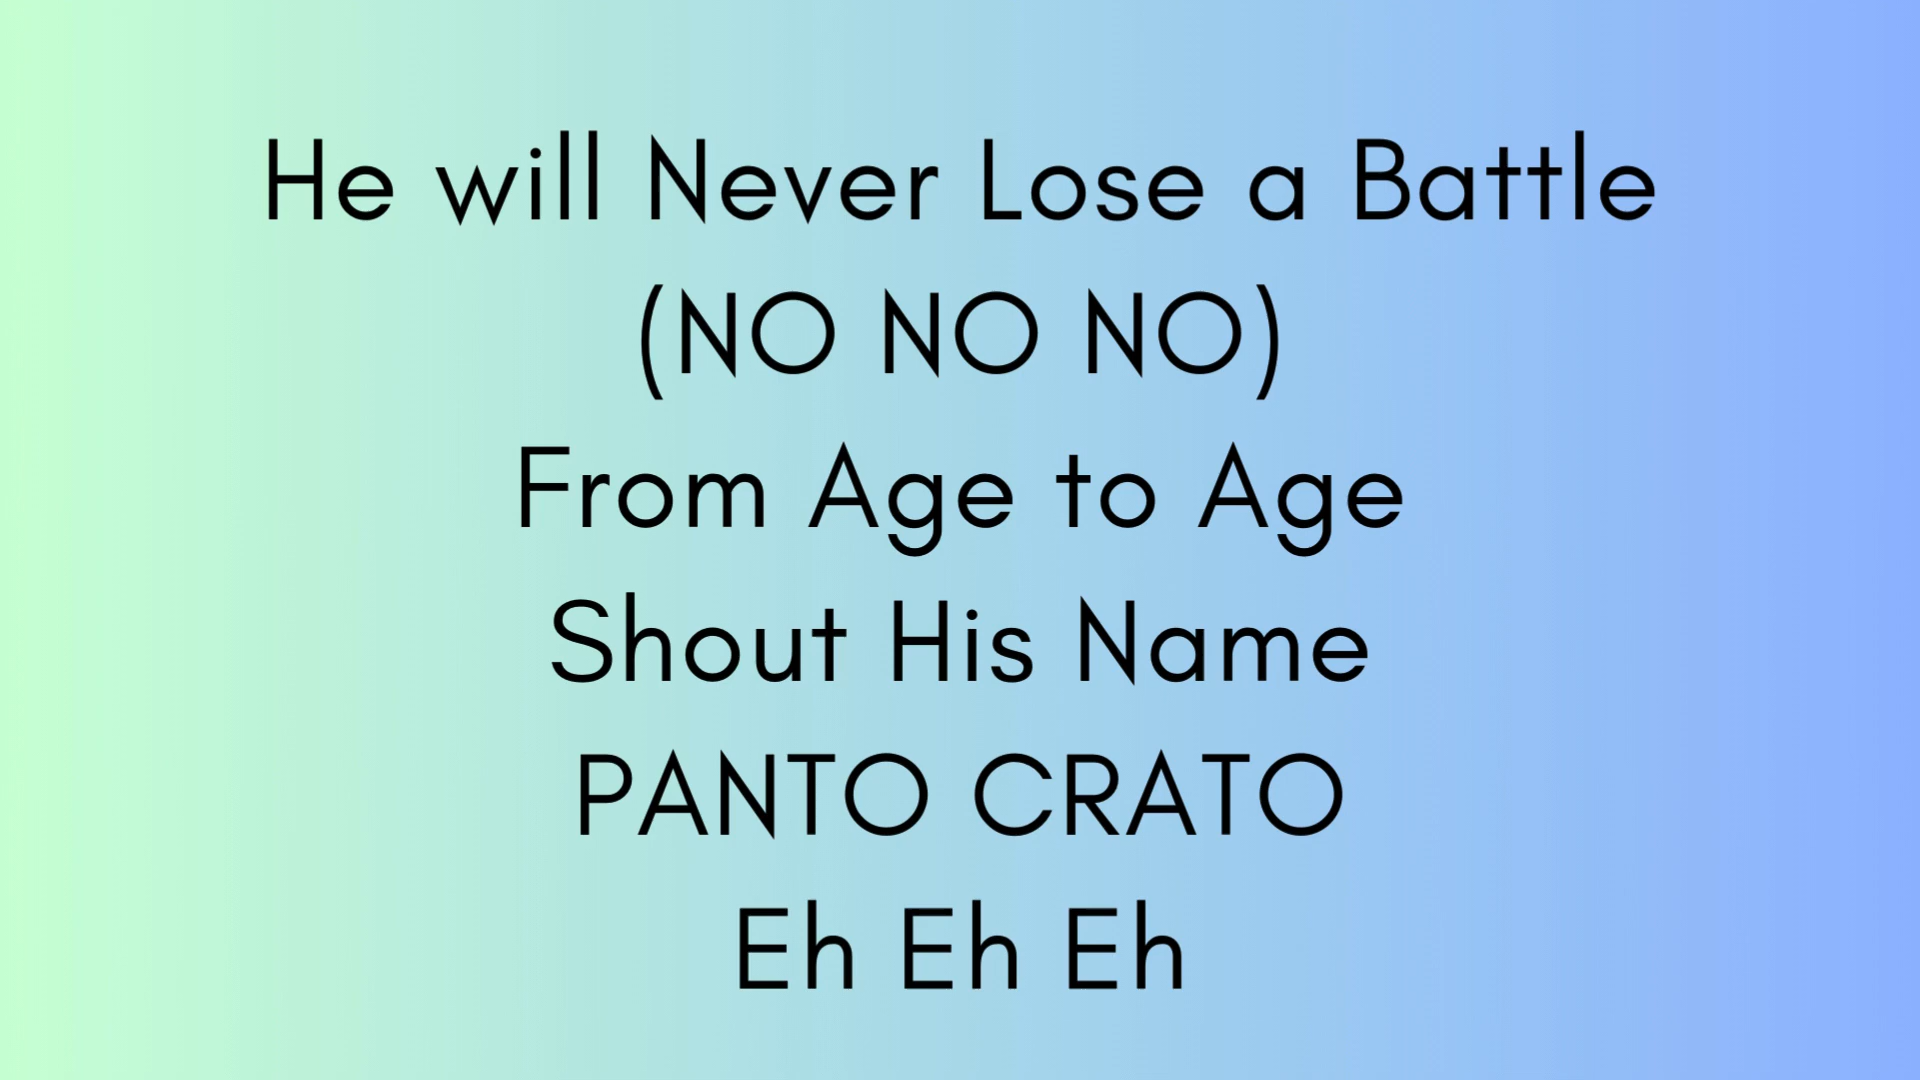 He will Never Lose a Battle
(NO NO NO)
From Age to Age
Shout His Name
PANTO CRATO
Eh Eh Eh